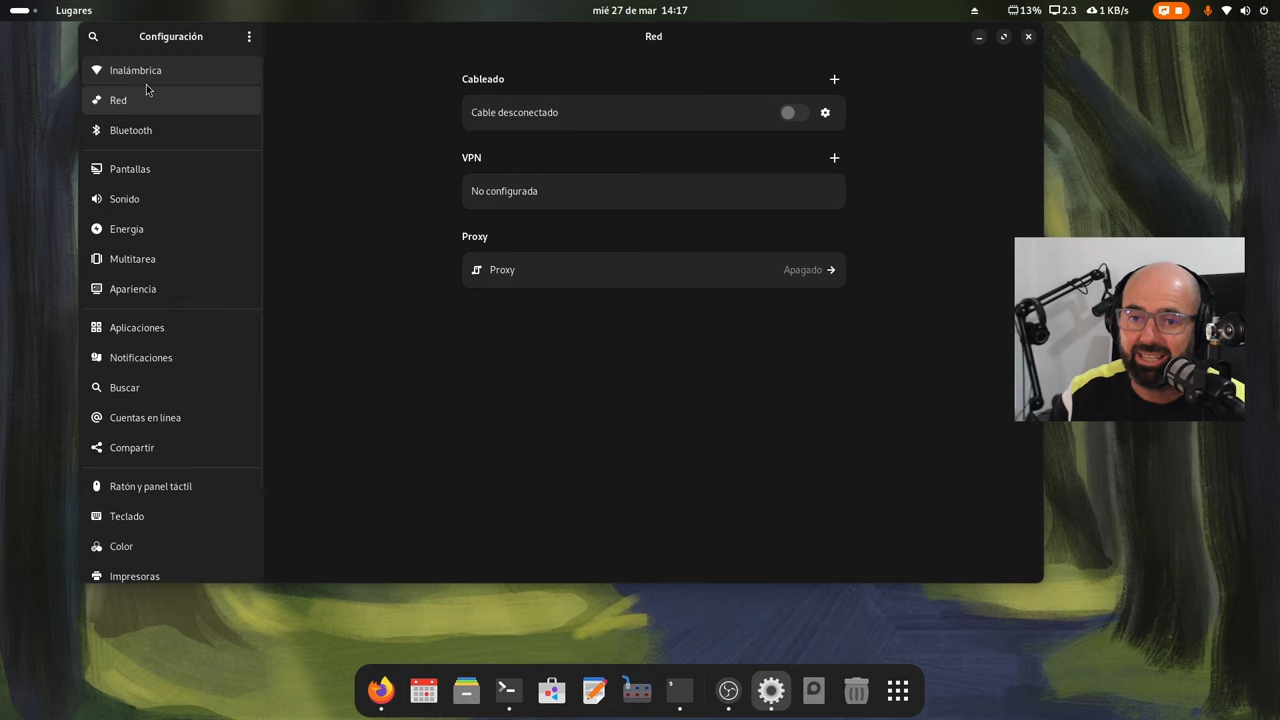 Lugares
mié 27 de mar 14:17
13%
2.3
1 KB/s
Configuración
Red
Inalámbrica
Red
Bluetooth
Pantallas
Sonido
Energía
Multitarea
Apariencia
Aplicaciones
Notificaciones
Buscar
Cuentas en línea
Compartir
Ratón y panel táctil
Teclado
Color
Impresoras
Cableado
Cable desconectado
VPN
No configurada
Proxy
Proxy
Apagado